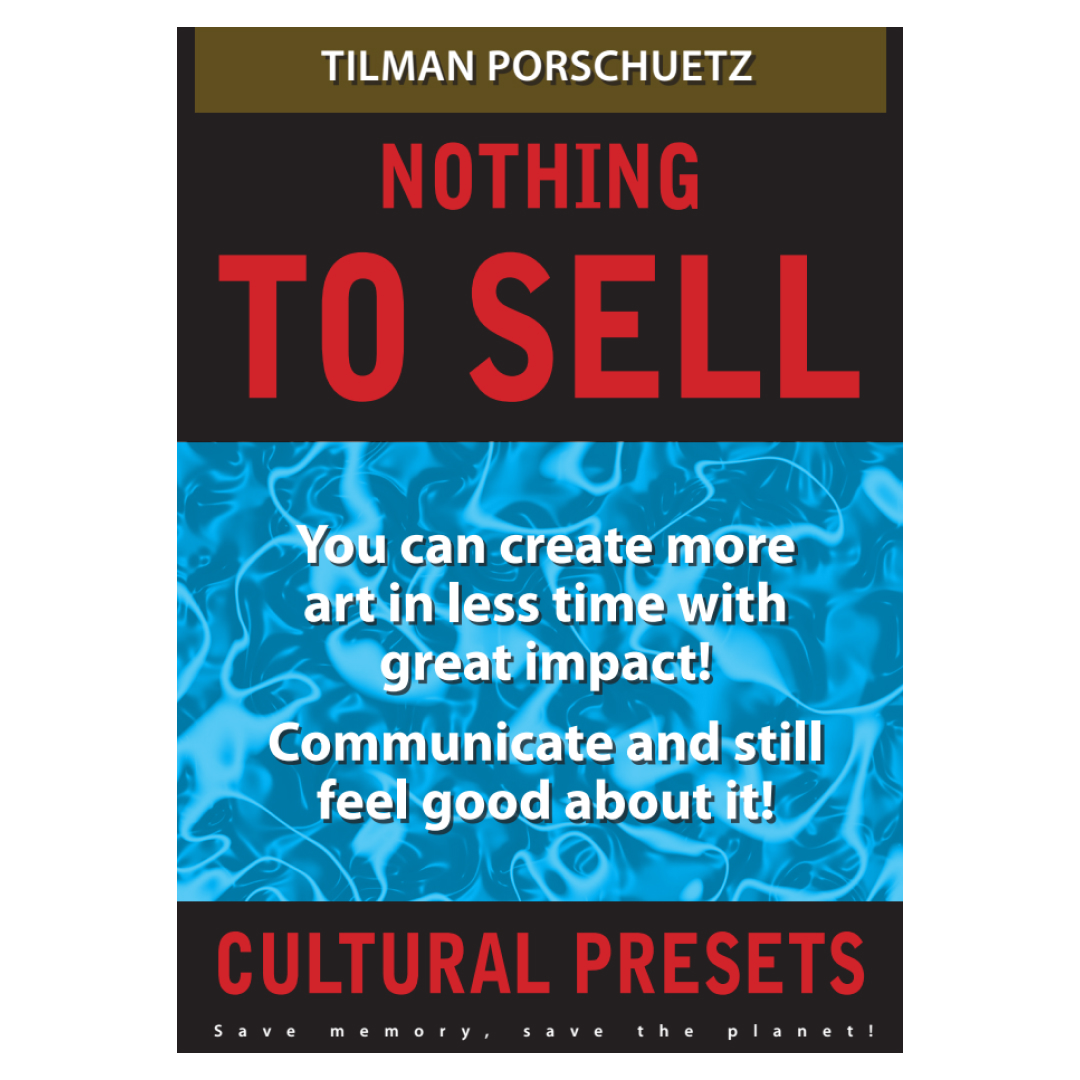 TILMAN PORSCHUETZ
NOTHING
TO SELL
You can create more
art in less time with
great impact!
Communicate and still
feel good about it!
CULTURAL PRESETS
Save memory, save the planet!